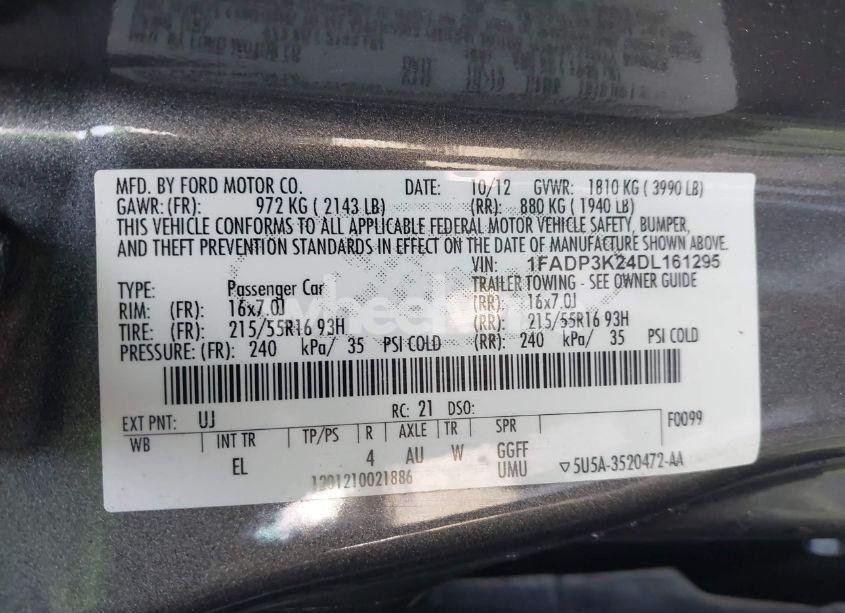 MFD. BY FORD MOTOR CO. DATE: 10/12 GVWR: 1810 KG ( 3990 LB)
GAWR: (FR): 972 KG ( 2143 LB) (RR): 880 KG ( 1940 LB)
THIS VEHICLE CONFORMS TO ALL APPLICABLE FEDERAL MOTOR VEHICLE SAFETY, BUMPER,
AND THEFT PREVENTION STANDARDS IN EFFECT ON THE DATE OF MANUFACTURE SHOWN ABOVE.
VIN: 1FADP3K24DL161295
TYPE: Passenger Car TRAILER TOWING - SEE OWNER GUIDE
RIM: (FR): 16x7.0J (RR): 16x7.0J
TIRE: (FR): 215/55R16 93H (RR): 215/55R16 93H
PRESSURE: (FR): 240 kPa/ 35 PSI COLD (RR): 240 kPa/ 35 PSI COLD
EXT PNT: UJ RC: 21 DSO: F0099
WB INT TR TP/PS R AXLE TR SPR
EL 4 AU W GGFF
1201210021886 UMU ▽5U5A-3520472-AA